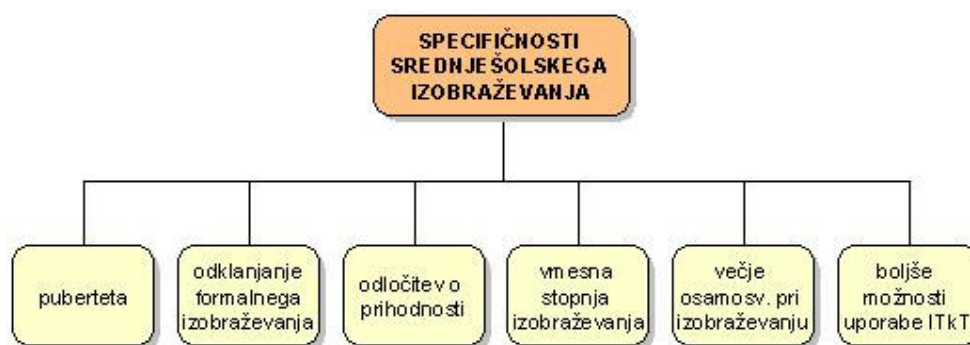 SPECIFIČNOSTI
SREDNJEŠOLSKEGA
IZOBRAŽEVANJA
puberteta
odklanjanje
formalnega
izobraževanja
odločitev o
prihodnosti
vmesna
stopnja
izobraževanja
večje
osamosv. pri
izobraževanju
boljše
možnosti
uporabe ITkT